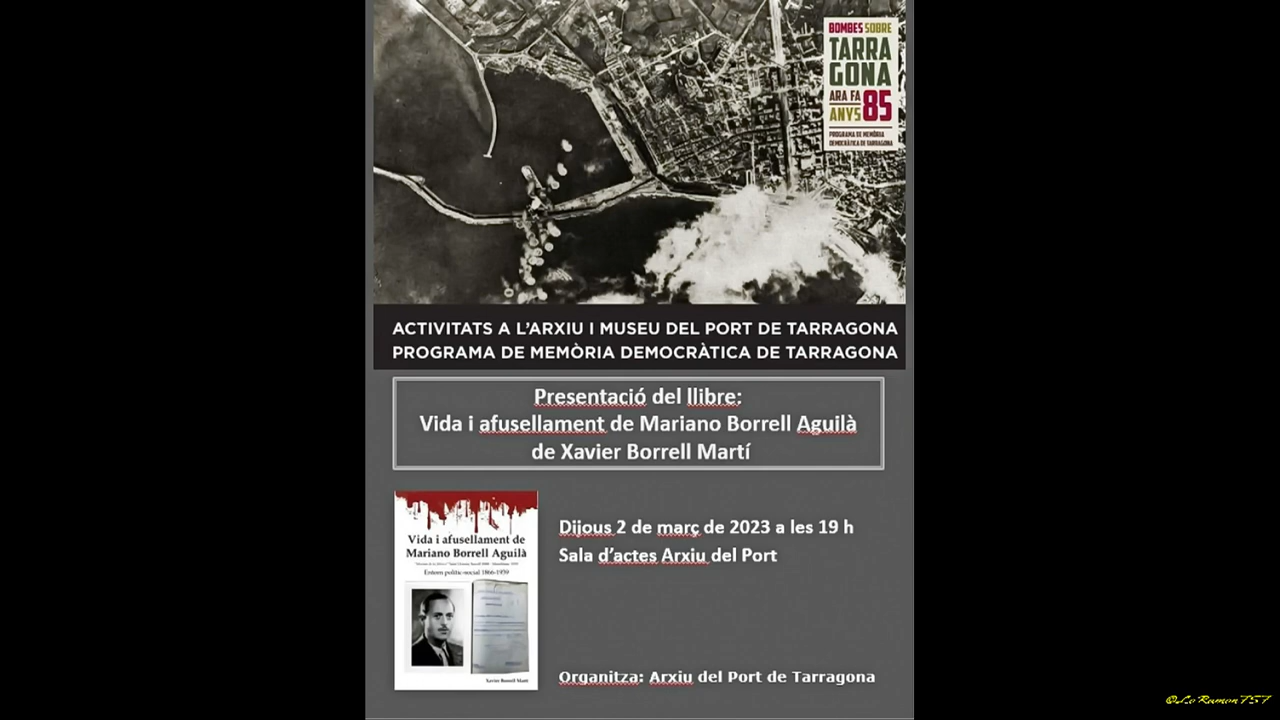 BOMBES SOBRE
TARRA
GONA
ARA FA
ANYS 85
PROGRAMA DE MEMÒRIA
DEMOCRÀTICA DE TARRAGONA
ACTIVITATS A L'ARXIU I MUSEU DEL PORT DE TARRAGONA
PROGRAMA DE MEMÒRIA DEMOCRÀTICA DE TARRAGONA
Presentació del llibre:
Vida i afusellament de Mariano Borrell Aguilà
de Xavier Borrell Martí
Vida i afusellament de
Mariano Borrell Aguilà
Entorn polític-social 1866-1939
Xavier Borrell Martí
Dijous 2 de març de 2023 a les 19 h
Sala d'actes Arxiu del Port
Organitza: Arxiu del Port de Tarragona
@LoRamon757